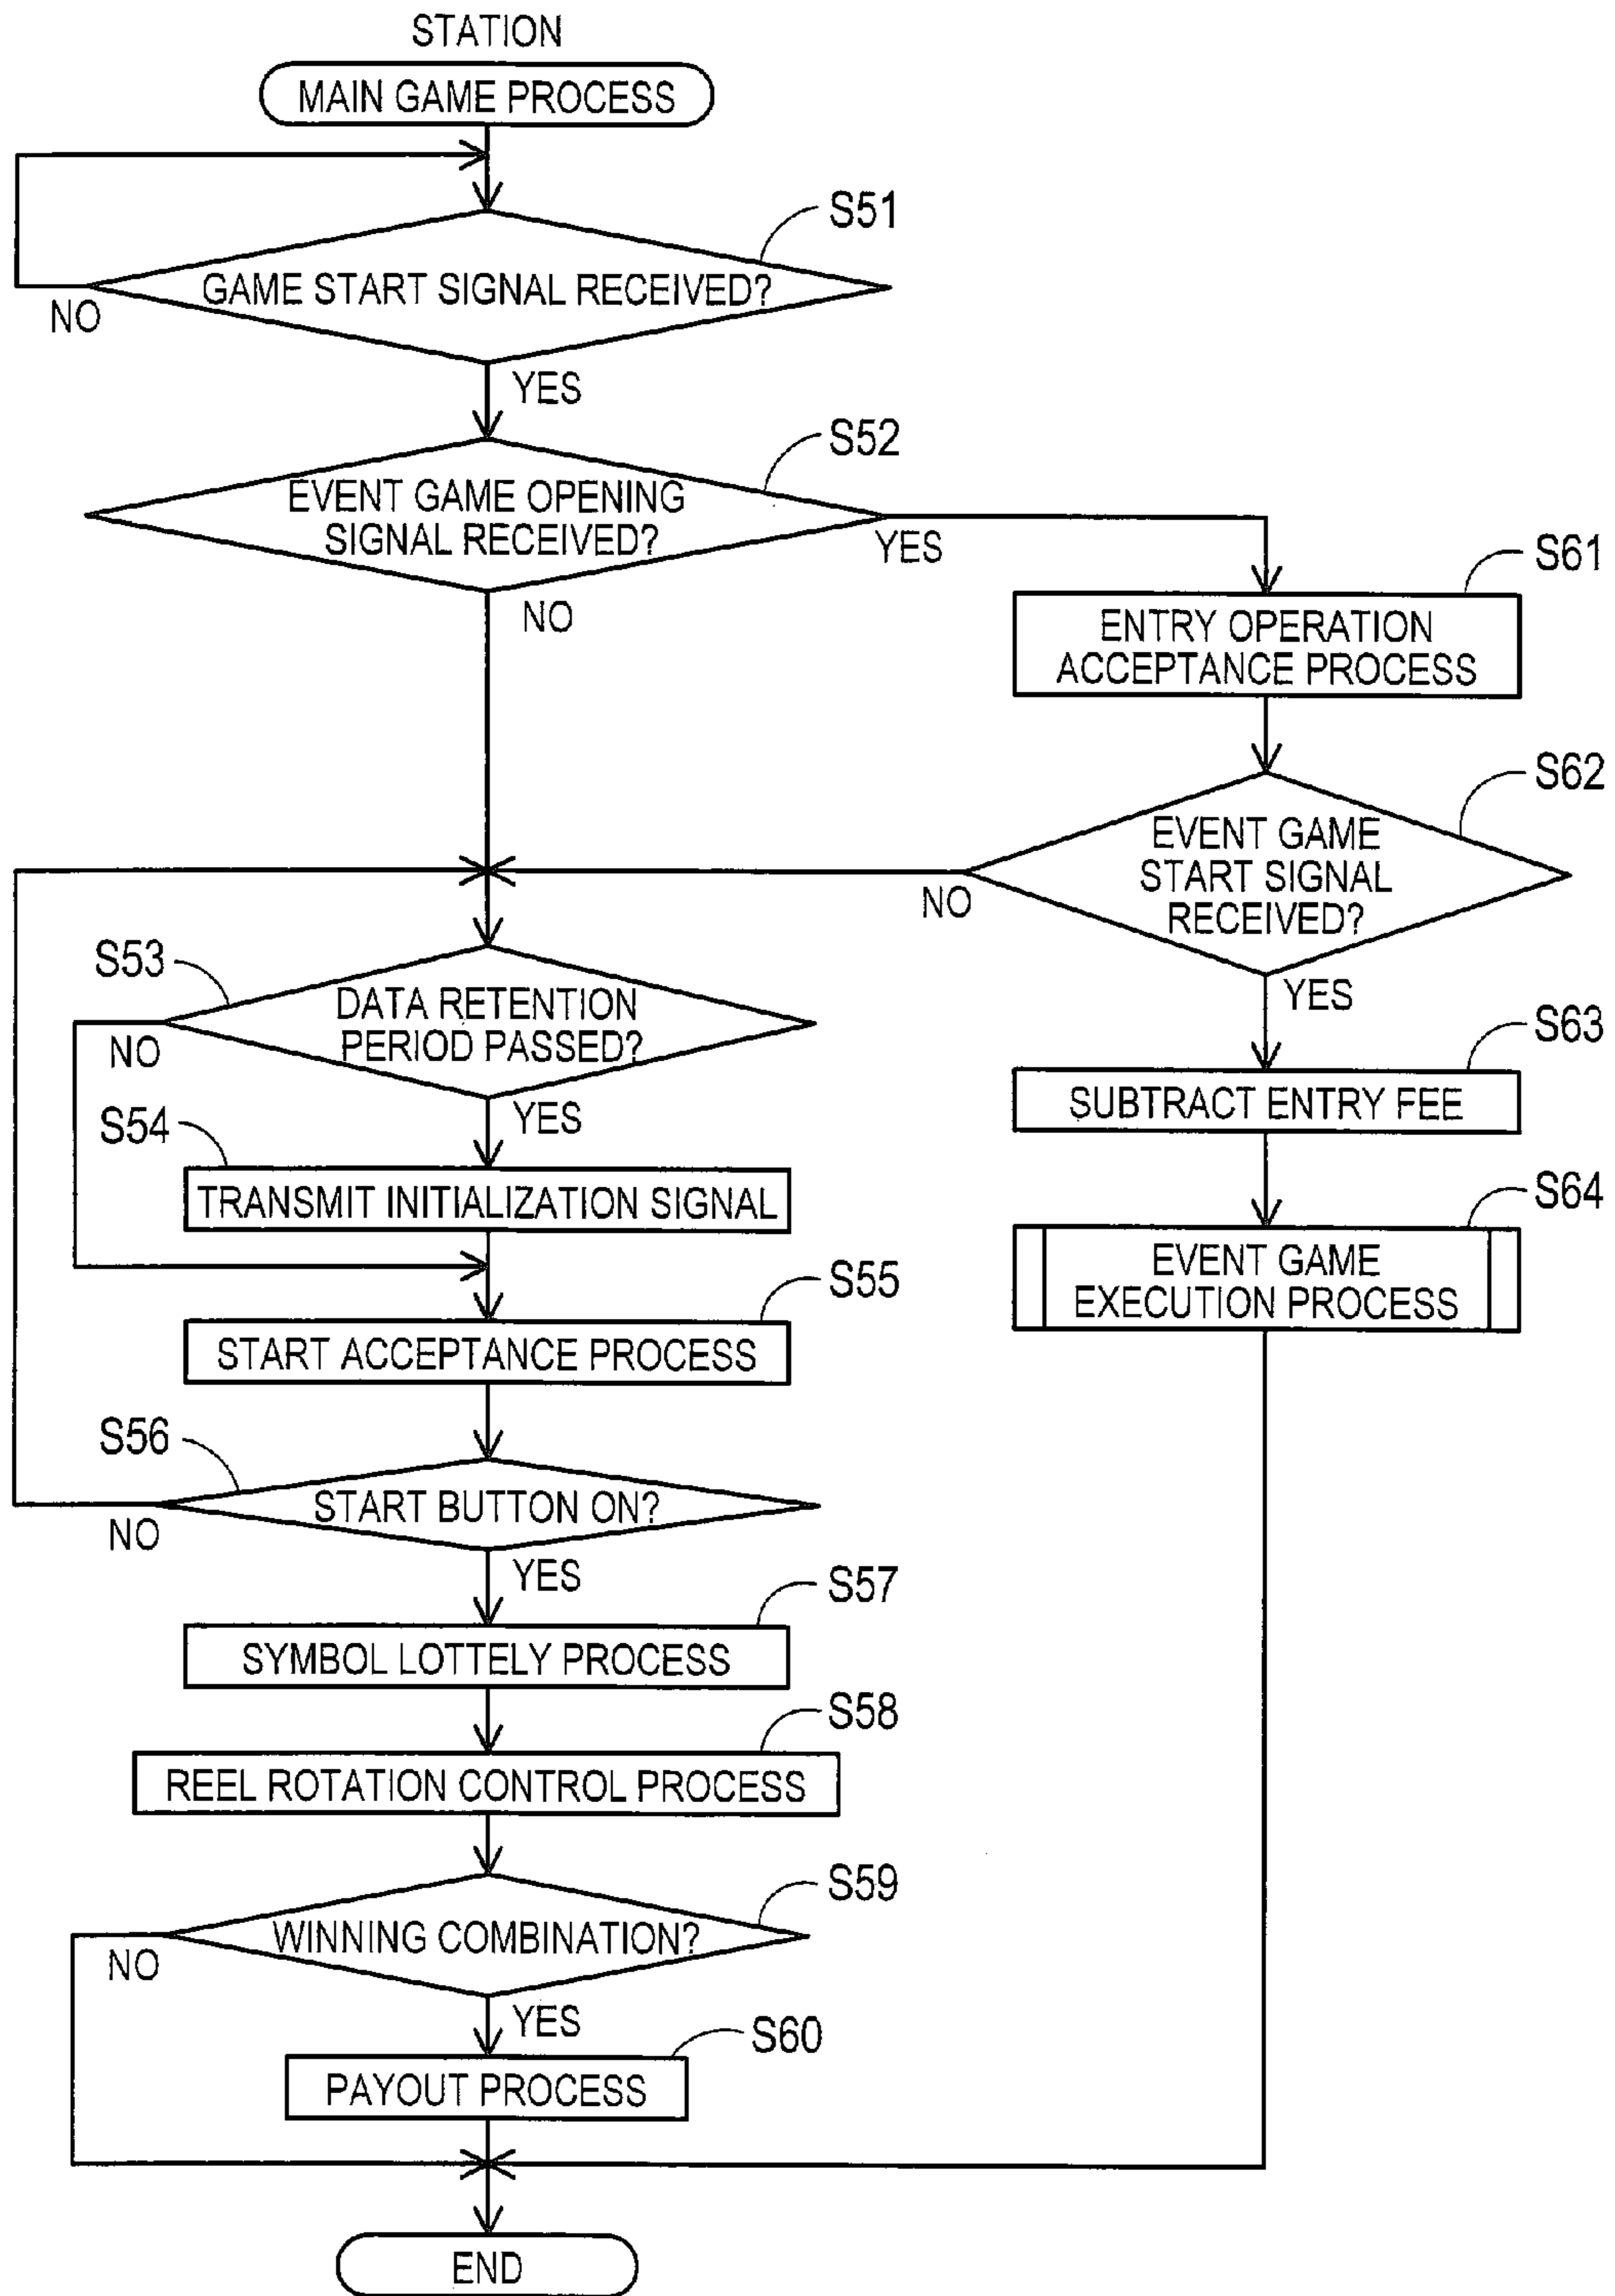 STATION
MAIN GAME PROCESS
S51
GAME START SIGNAL RECEIVED?
NO
YES
S52
EVENT GAME OPENING
SIGNAL RECEIVED?
YES
NO
S61
ENTRY OPERATION
ACCEPTANCE PROCESS
S62
EVENT GAME
START SIGNAL
RECEIVED?
NO
YES
S53
DATA RETENTION
PERIOD PASSED?
NO
YES
S63
SUBTRACT ENTRY FEE
S54
TRANSMIT INITIALIZATION SIGNAL
S64
EVENT GAME
EXECUTION PROCESS
S55
START ACCEPTANCE PROCESS
S56
START BUTTON ON?
NO
YES
S57
SYMBOL LOTTELY PROCESS
S58
REEL ROTATION CONTROL PROCESS
S59
WINNING COMBINATION?
NO
YES
S60
PAYOUT PROCESS
END